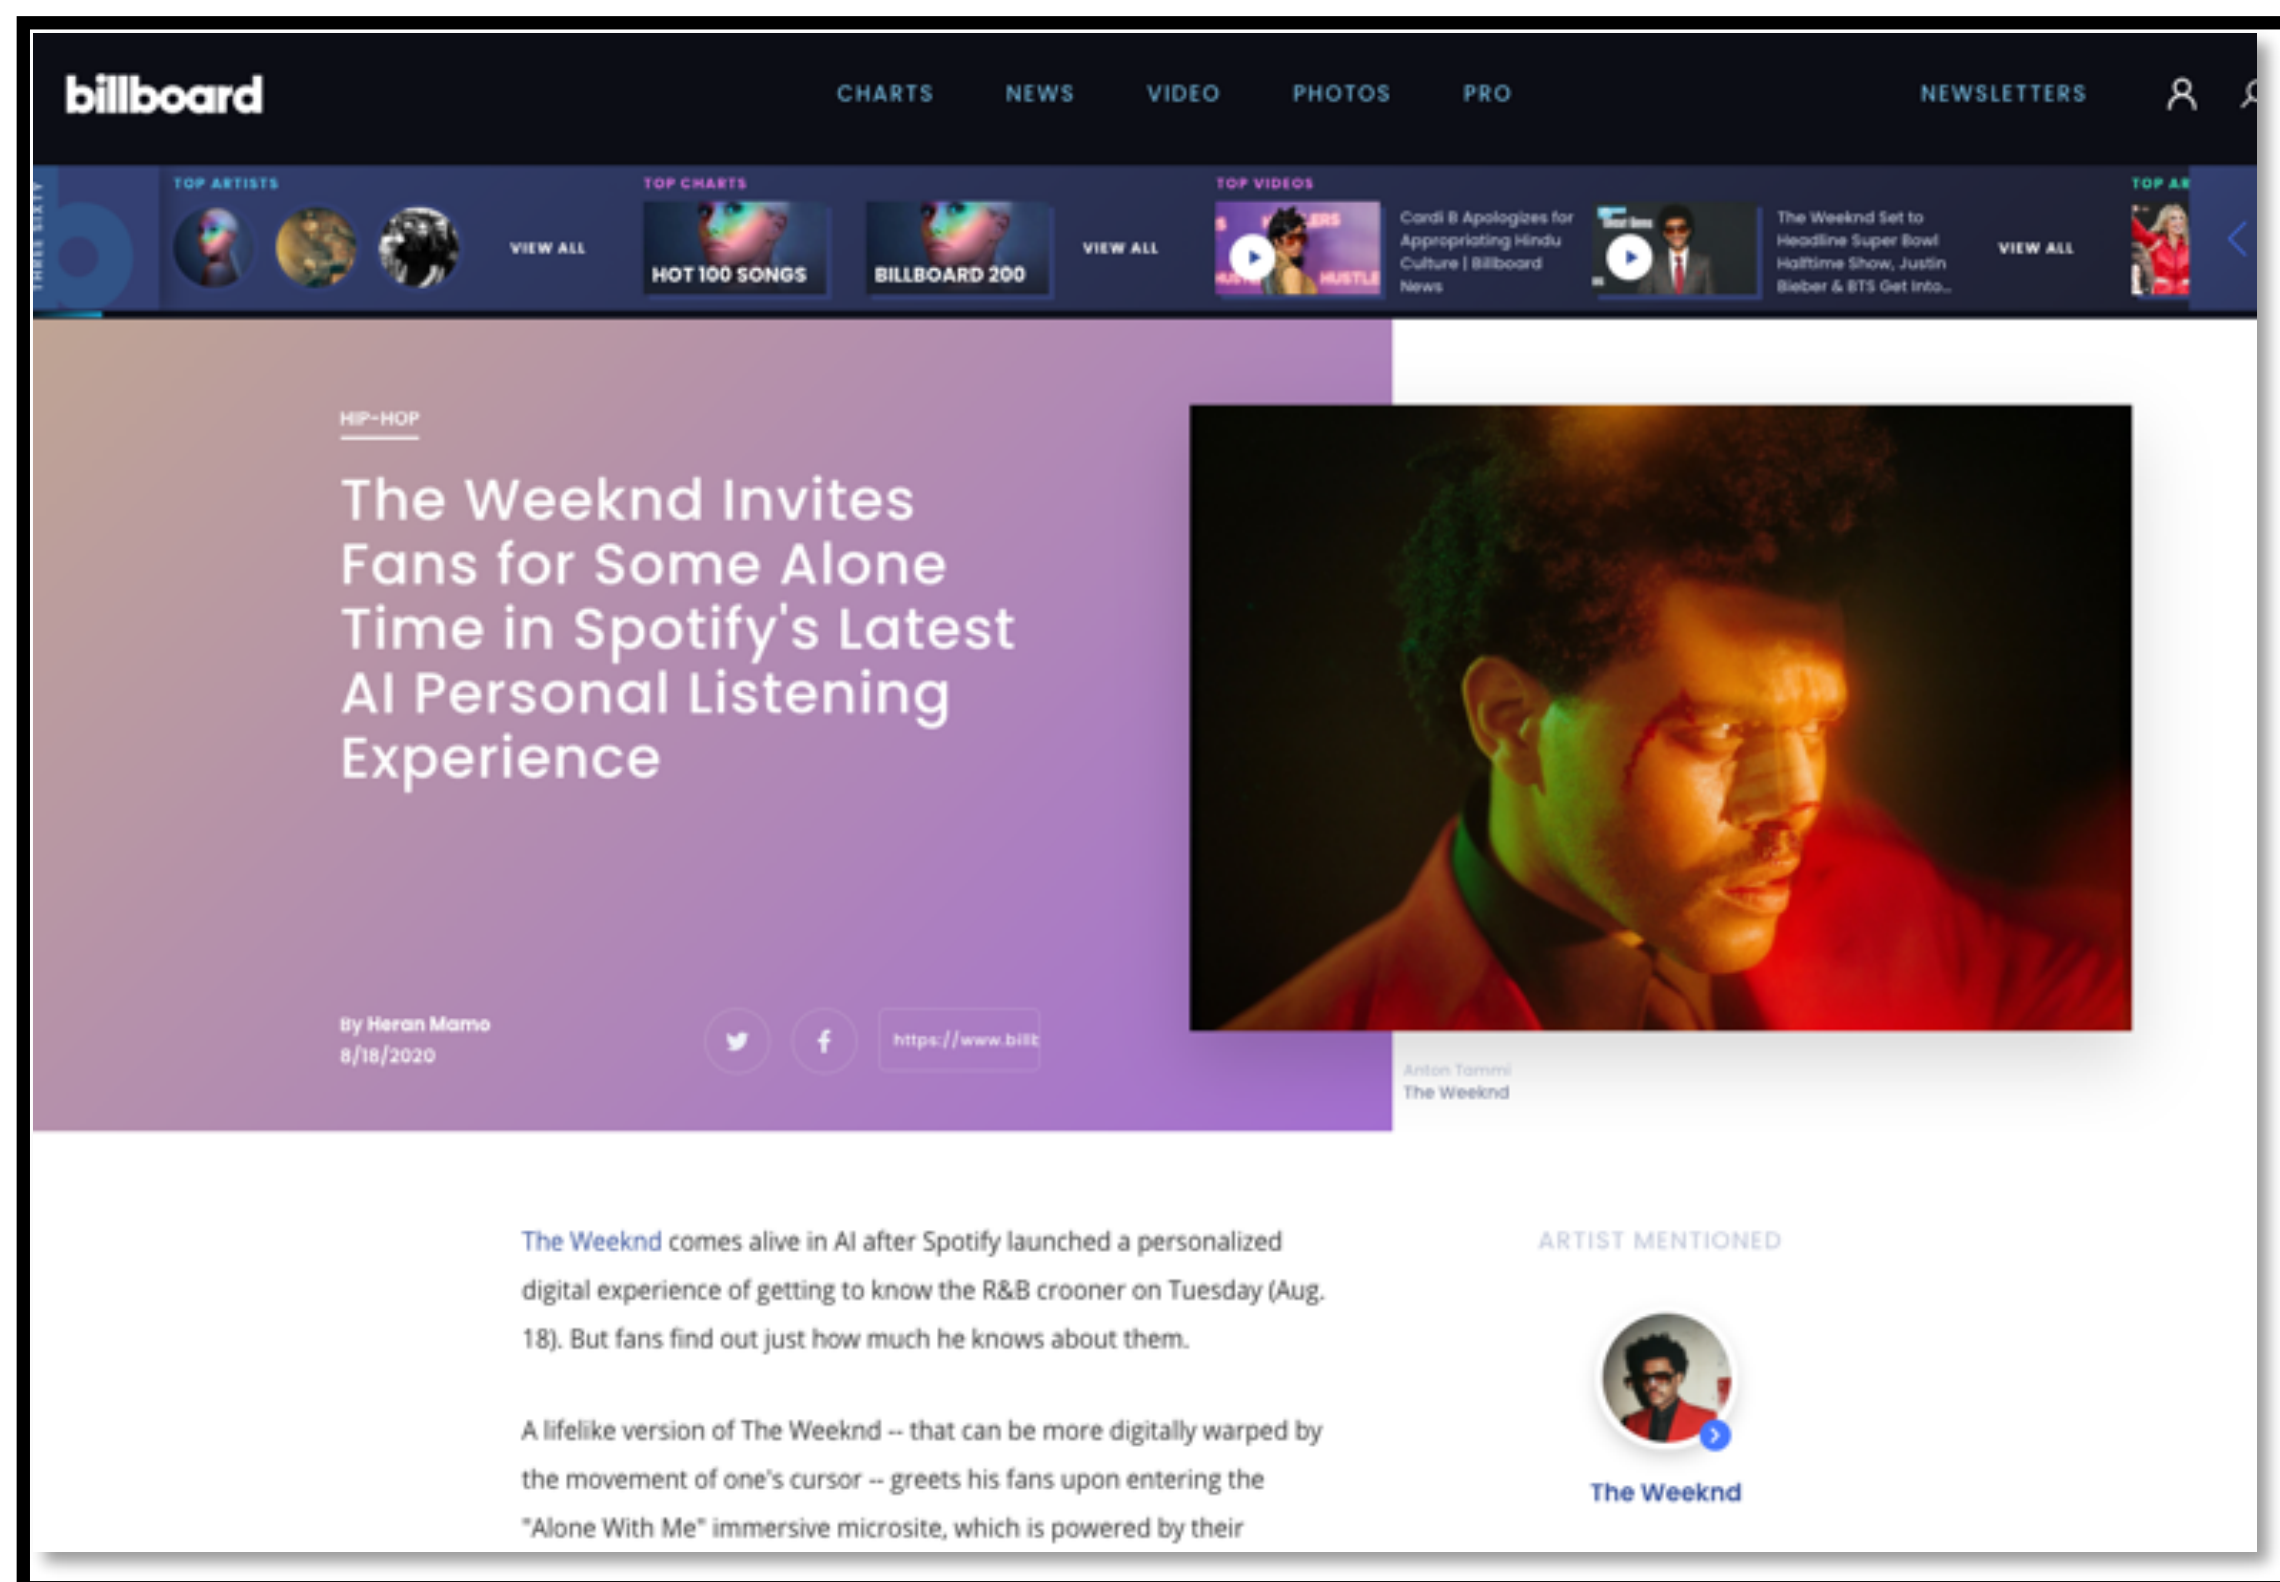 billboard
CHARTS NEWS VIDEO PHOTOS PRO NEWSLETTERS
THREE SIXTY
TOP ARTISTS
VIEW ALL
TOP CHARTS
HOT 100 SONGS
BILLBOARD 200
VIEW ALL
TOP VIDEOS
HUSTLE
Cardi B Apologizes for
Appropriating Hindu
Culture | Billboard
News
The Weeknd Set to
Headline Super Bowl
Halftime Show, Justin
Bieber & BTS Get Into...
VIEW ALL
TOP AR
HIP-HOP
The Weeknd Invites
Fans for Some Alone
Time in Spotify's Latest
AI Personal Listening
Experience
By Heran Mamo
8/18/2020
https://www.billb
Anton Tammi
The Weeknd
The Weeknd comes alive in AI after Spotify launched a personalized
digital experience of getting to know the R&B crooner on Tuesday (Aug.
18). But fans find out just how much he knows about them.
A lifelike version of The Weeknd -- that can be more digitally warped by
the movement of one's cursor -- greets his fans upon entering the
"Alone With Me" immersive microsite, which is powered by their
ARTIST MENTIONED
The Weeknd